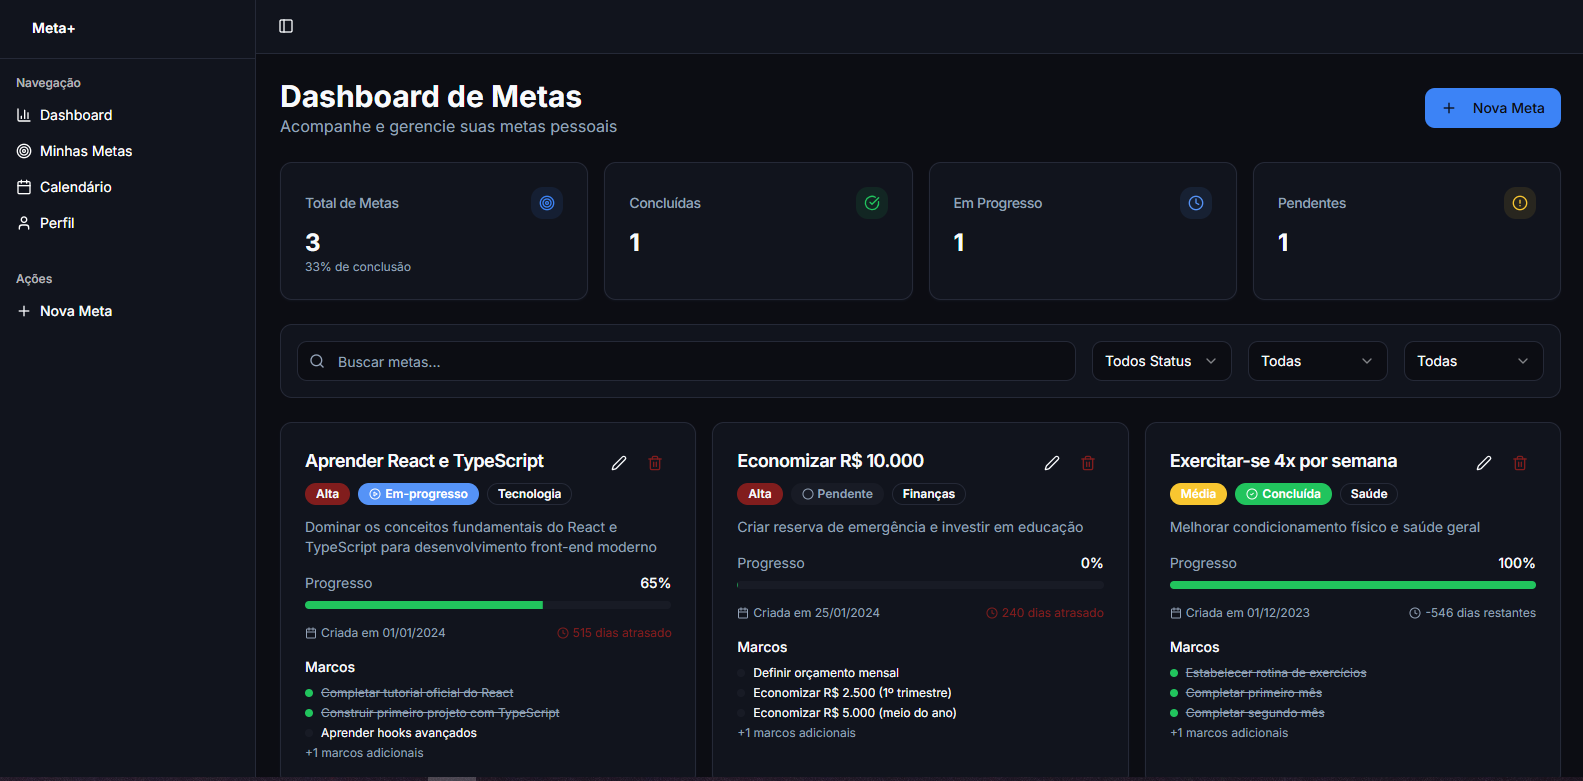 Meta+
Navegação
Dashboard
Minhas Metas
Calendário
Perfil
Ações
Nova Meta
Dashboard de Metas
Acompanhe e gerencie suas metas pessoais
Nova Meta
Total de Metas
3
33% de conclusão
Concluídas
1
Em Progresso
1
Pendentes
1
Buscar metas...
Todos Status
Todas
Todas
Aprender React e TypeScript
Alta
Em-progresso
Tecnologia
Dominar os conceitos fundamentais do React e
TypeScript para desenvolvimento front-end moderno
Progresso
65%
Criada em 01/01/2024
515 dias atrasado
Marcos
Completar tutorial oficial do React
Construir primeiro projeto com TypeScript
Aprender hooks avançados
+1 marcos adicionais
Economizar R$ 10.000
Alta
Pendente
Finanças
Criar reserva de emergência e investir em educação
Progresso
0%
Criada em 25/01/2024
240 dias atrasado
Marcos
Definir orçamento mensal
Economizar R$ 2.500 (1º trimestre)
Economizar R$ 5.000 (meio do ano)
+1 marcos adicionais
Exercitar-se 4x por semana
Média
Concluída
Saúde
Melhorar condicionamento físico e saúde geral
Progresso
100%
Criada em 01/12/2023
-546 dias restantes
Marcos
Estabelecer rotina de exercícios
Completar primeiro mês
Completar segundo mês
+1 marcos adicionais